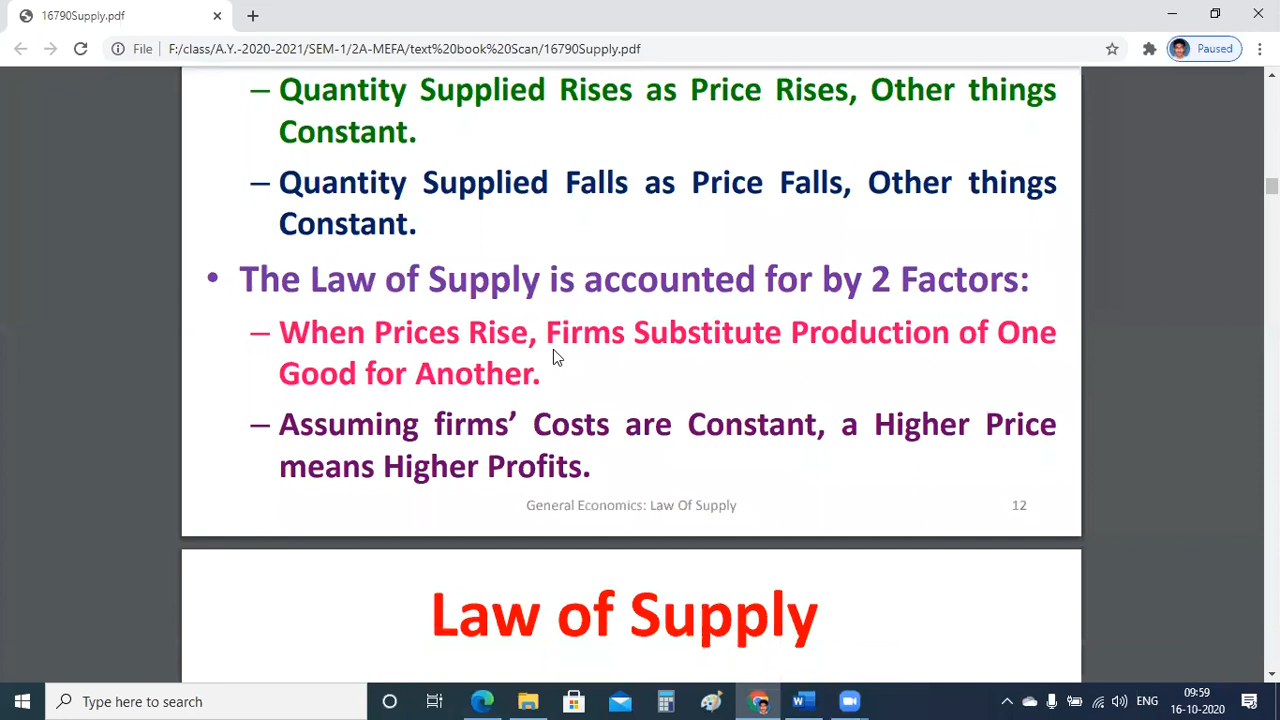 16790Supply.pdf
File
F:/class/A.Y.-2020-2021/SEM-1/2A-MEFA/text%20book%20Scan/16790Supply.pdf
Paused
– Quantity Supplied Rises as Price Rises, Other things
Constant.
– Quantity Supplied Falls as Price Falls, Other things
Constant.
• The Law of Supply is accounted for by 2 Factors:
– When Prices Rise, Firms Substitute Production of One
Good for Another.
– Assuming firms’ Costs are Constant, a Higher Price
means Higher Profits.
General Economics: Law Of Supply
12
Law of Supply
Type here to search
ENG
09:59
16-10-2020